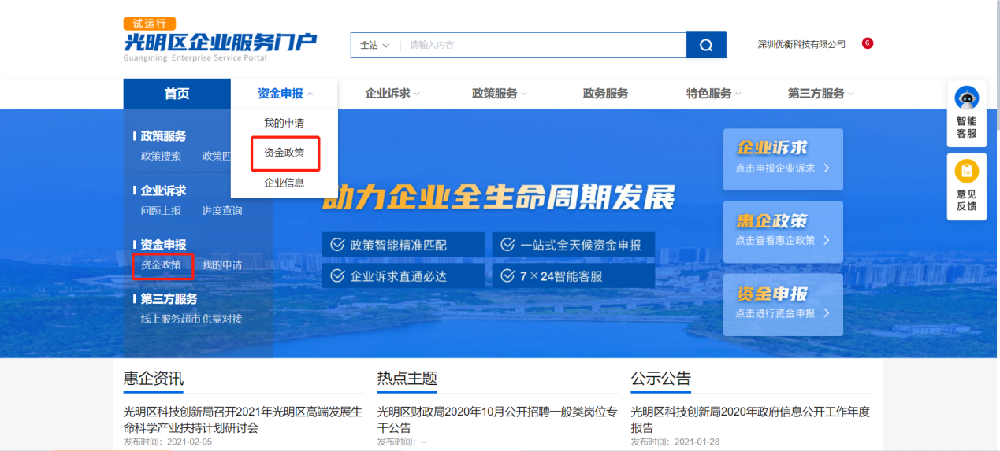 试运行
光明区企业服务门户
Guangming Enterprise Service Portal
全站
请输入内容
深圳优衡科技有限公司
6
首页
资金申报
企业诉求
政策服务
政务服务
特色服务
第三方服务
我的申请
资金政策
企业信息
政策服务
政策搜索 政策匹
企业诉求
问题上报 进度查询
资金申报
资金政策 我的申请
第三方服务
线上服务超市 供需对接
助力企业全生命周期发展
政策智能精准匹配
一站式全天候资金申报
企业诉求直通必达
7×24智能客服
企业诉求
点击申报企业诉求
惠企政策
点击查看惠企政策
资金申报
点击进行资金申报
智能
客服
意见
反馈
惠企资讯
光明区科技创新局召开2021年光明区高端发展生
命科学产业扶持计划研讨会
发布时间：2021-02-05
热点主题
光明区财政局2020年10月公开招聘一般类岗位专
干公告
发布时间：--
公示公告
光明区科技创新局2020年政府信息公开工作年度
报告
发布时间：2021-01-28